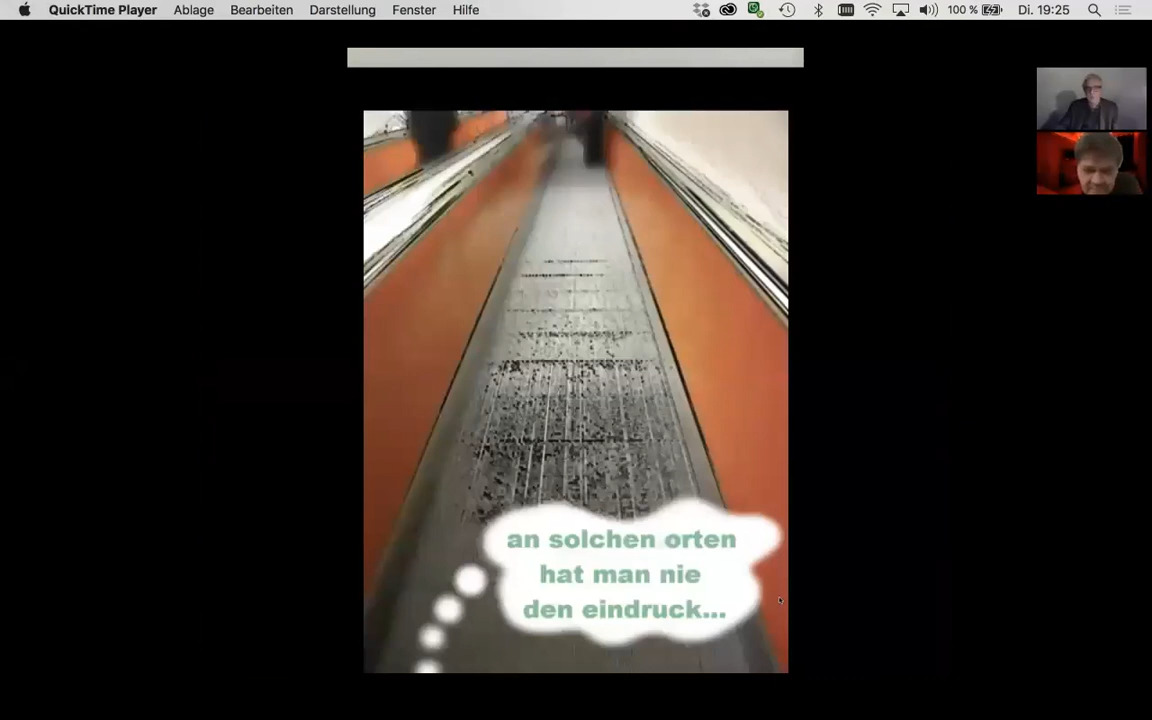 QuickTime Player Ablage Bearbeiten Darstellung Fenster Hilfe 100 % Di. 19:25
an solchen orten
hat man nie
den eindruck...